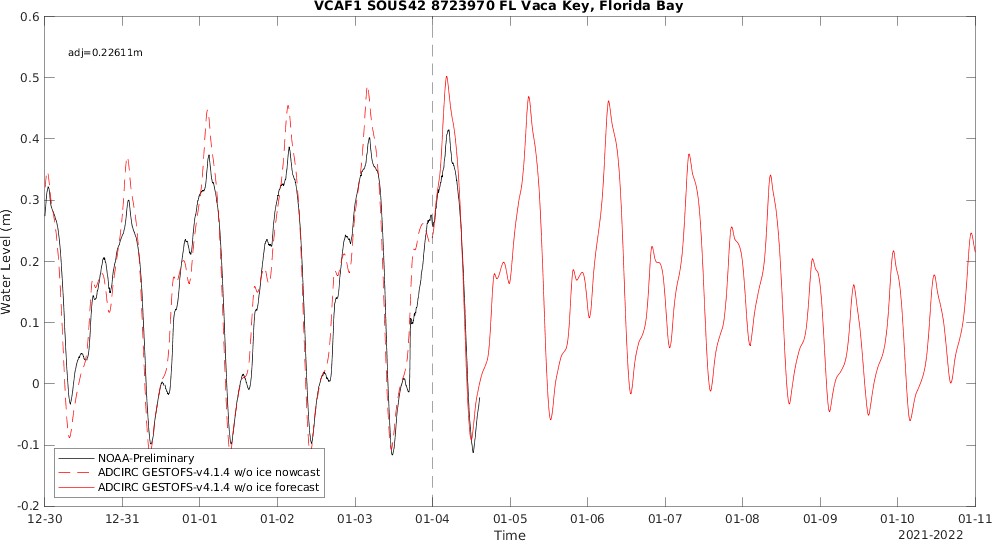 VCAF1 SOUS42 8723970 FL Vaca Key, Florida Bay
0.6
adj=0.22611m
0.5
0.4
0.3
0.2
0.1
0
-0.1
-0.2
Water Level (m)
NOAA-Preliminary
ADCIRC GESTOFS-v4.1.4 w/o ice nowcast
ADCIRC GESTOFS-v4.1.4 w/o ice forecast
12-30 12-31 01-01 01-02 01-03 01-04 01-05 01-06 01-07 01-08 01-09 01-10 01-11
Time
2021-2022